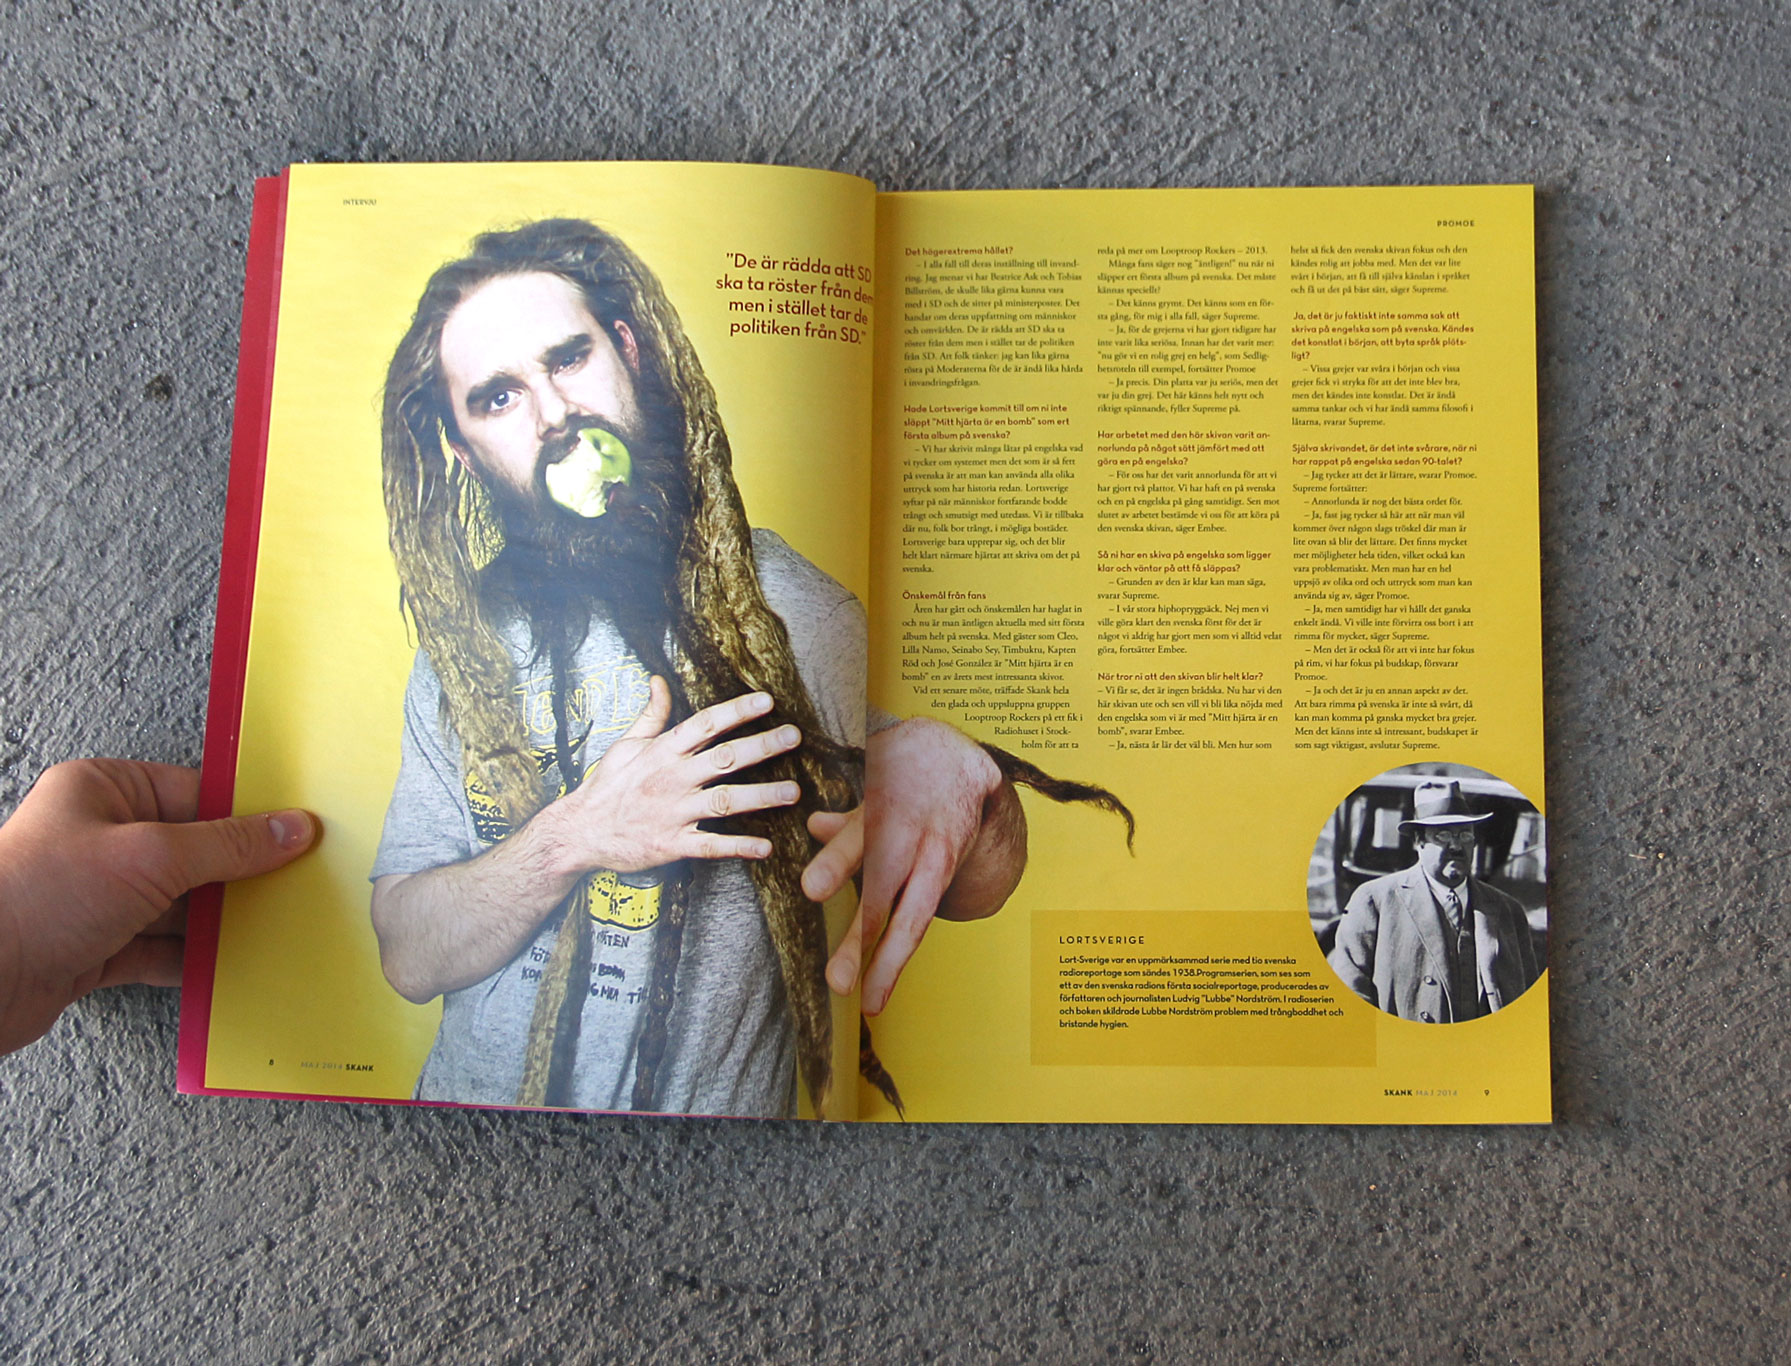 INTERVJU
"De är rädda att SD
ska ta röster från dem
men i stället tar de
politiken från SD."
8 MAJ 2014 SKANK
PROMOE
Det högerextrema hållet?
– I alla fall till deras inställning till invand-
ring. Jag menar vi har Beatrice Ask och Tobias
Billström, de skulle lika gärna kunna vara
med i SD och de sitter på ministerposter. Det
handlar om deras uppfattning om människor
och omvärlden. De är rädda att SD ska ta
röster från dem men i stället tar de politiken
från SD. Att folk tänker: jag kan lika gärna
rösta på Moderaterna för de är ändå lika hårda
i invandringsfrågan.
Hade Lortsverige kommit till om ni inte
släppt "Mitt hjärta är en bomb" som ert
första album på svenska?
– Vi har skrivit många låtar på engelska vad
vi tycker om systemet men det som är så fett
på svenska är att man kan använda alla olika
uttryck som har historia redan. Lortsverige
syftar på när människor fortfarande bodde
trångt och smutsigt med utedass. Vi är tillbaka
där nu, folk bor trångt, i mögliga bostäder.
Lortsverige bara upprepar sig, och det blir
helt klart närmare hjärtat att skriva om det på
svenska.
Önskemål från fans
Åren har gått och önskemålen har haglat in
och nu är man äntligen aktuella med sitt första
album helt på svenska. Med gäster som Cleo,
Lilla Namo, Seinabo Sey, Timbuktu, Kapten
Röd och José González är "Mitt hjärta är en
bomb" en av årets mest intressanta skivor.
Vid ett senare möte, träffade Skank hela
den glada och uppsluppna gruppen
Looptroop Rockers på ett fik i
Radiohuset i Stock-
holm för att ta
reda på mer om Looptroop Rockers – 2013.
Många fans säger nog "äntligen!" nu när ni
släpper ert första album på svenska. Det måste
kännas speciellt?
– Det känns grymt. Det känns som en för-
sta gång, för mig i alla fall, säger Supreme.
– Ja, för de grejerna vi har gjort tidigare har
inte varit lika seriösa. Innan har det varit mer:
"nu gör vi en rolig grej en helg", som Sedlig-
hetsroteln till exempel, fortsätter Promoe
– Ja precis. Din platta var ju seriös, men det
var ju din grej. Det här känns helt nytt och
riktigt spännande, fyller Supreme på.
Har arbetet med den här skivan varit an-
norlunda på något sätt jämfört med att
göra en på engelska?
– För oss har det varit annorlunda för att vi
har gjort två plattor. Vi har haft en på svenska
och en på engelska på gång samtidigt. Sen mot
slutet av arbetet bestämde vi oss för att köra på
den svenska skivan, säger Embee.
Så ni har en skiva på engelska som ligger
klar och väntar på att få släppas?
– Grunden av den är klar kan man säga,
svarar Supreme.
– I vår stora hiphopryggpäck. Nej men vi
ville göra klart den svenska först för det är
något vi aldrig har gjort men som vi alltid velat
göra, fortsätter Embee.
När tror ni att den skivan blir helt klar?
– Vi får se, det är ingen brådska. Nu har vi den
här skivan ute och sen vill vi bli lika nöjda med
den engelska som vi är med "Mitt hjärta är en
bomb", svarar Embee.
– Ja, nästa år lär det väl bli. Men hur som
helst så fick den svenska skivan fokus och den
kändes rolig att jobba med. Men det var lite
svårt i början, att få till själva känslan i språket
och få ut det på bäst sätt, säger Supreme.
Ja, det är ju faktiskt inte samma sak att
skriva på engelska som på svenska. Kändes
det konstlat i början, att byta språk plöts-
ligt?
– Vissa grejer var svåra i början och vissa
grejer fick vi stryka för att det inte blev bra,
men det kändes inte konstlat. Det är ändå
samma tankar och vi har ändå samma filosofi i
låtarna, svarar Supreme.
Själva skrivandet, är det inte svårare, när ni
har rappat på engelska sedan 90-talet?
– Jag tycker att det är lättare, svarar Promoe.
Supreme fortsätter:
– Annorlunda är nog det bästa ordet för.
– Ja, fast jag tycker så här att när man väl
kommer över någon slags tröskel där man är
lite ovan så blir det lättare. Det finns mycket
mer möjligheter hela tiden, vilket också kan
vara problematiskt. Men man har en hel
uppsjö av olika ord och uttryck som man kan
använda sig av, säger Promoe.
– Ja, men samtidigt har vi hållt det ganska
enkelt ändå. Vi ville inte förvirra oss bort i att
rimma för mycket, säger Supreme.
– Men det är också för att vi inte har fokus
på rim, vi har fokus på budskap, försvarar
Promoe.
– Ja och det är ju en annan aspekt av det.
Att bara rimma på svenska är inte så svårt, då
kan man komma på ganska mycket bra grejer.
Men det känns inte så intressant, budskapet är
som sagt viktigast, avslutar Supreme.
LORTSVERIGE
Lort-Sverige var en uppmärksammad serie med tio svenska
radioreportage som sändes 1938.Programserien, som ses som
ett av den svenska radions första socialreportage, producerades av
författaren och journalisten Ludvig "Lubbe" Nordström. I radioserien
och boken skildrade Lubbe Nordström problem med trångboddhet och
bristande hygien.
SKANK MAJ 2014 9